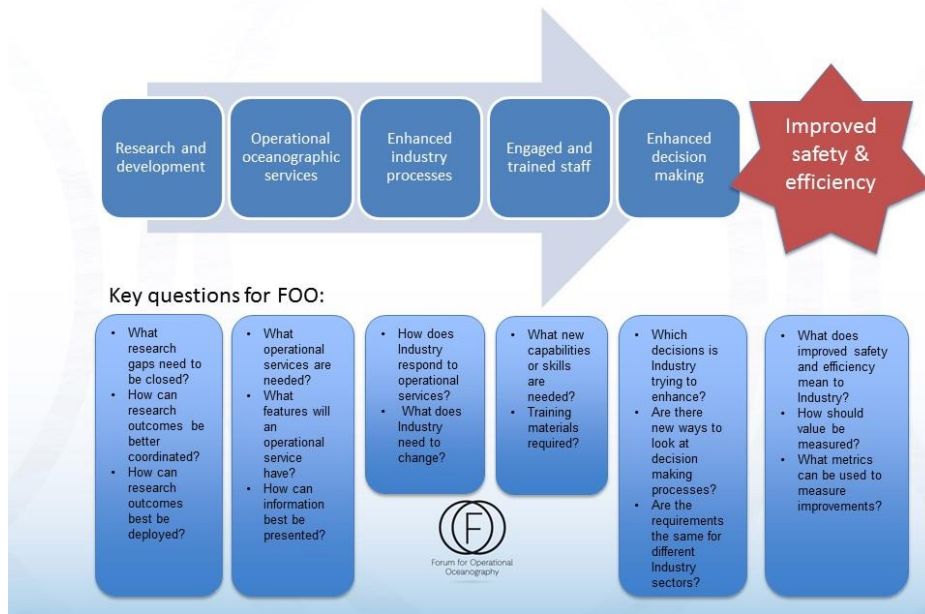 Research and
development
Operational
oceanographic
services
Enhanced
industry
processes
Engaged and
trained staff
Enhanced
decision
making
Improved
safety &
efficiency
Key questions for FOO:
• What
research
gaps need to
be closed?
• How can
research
outcomes be
better
coordinated?
• How can
research
outcomes
best be
deployed?
• What
operational
services are
needed?
• What
features will
an
operational
service
have?
• How can
information
best be
presented?
• How does
Industry
respond to
operational
services?
• What does
Industry
need to
change?
• What new
capabilities
or skills
are
needed?
• Training
materials
required?
• Which
decisions is
Industry
trying to
enhance?
• Are there
new ways to
look at
decision
making
processes?
• Are the
requirements
the same for
different
Industry
sectors?
• What does
improved safety
and efficiency
mean to
Industry?
• How should
value be
measured?
• What metrics
can be used to
measure
improvements?
F
Forum for Operational
Oceanography